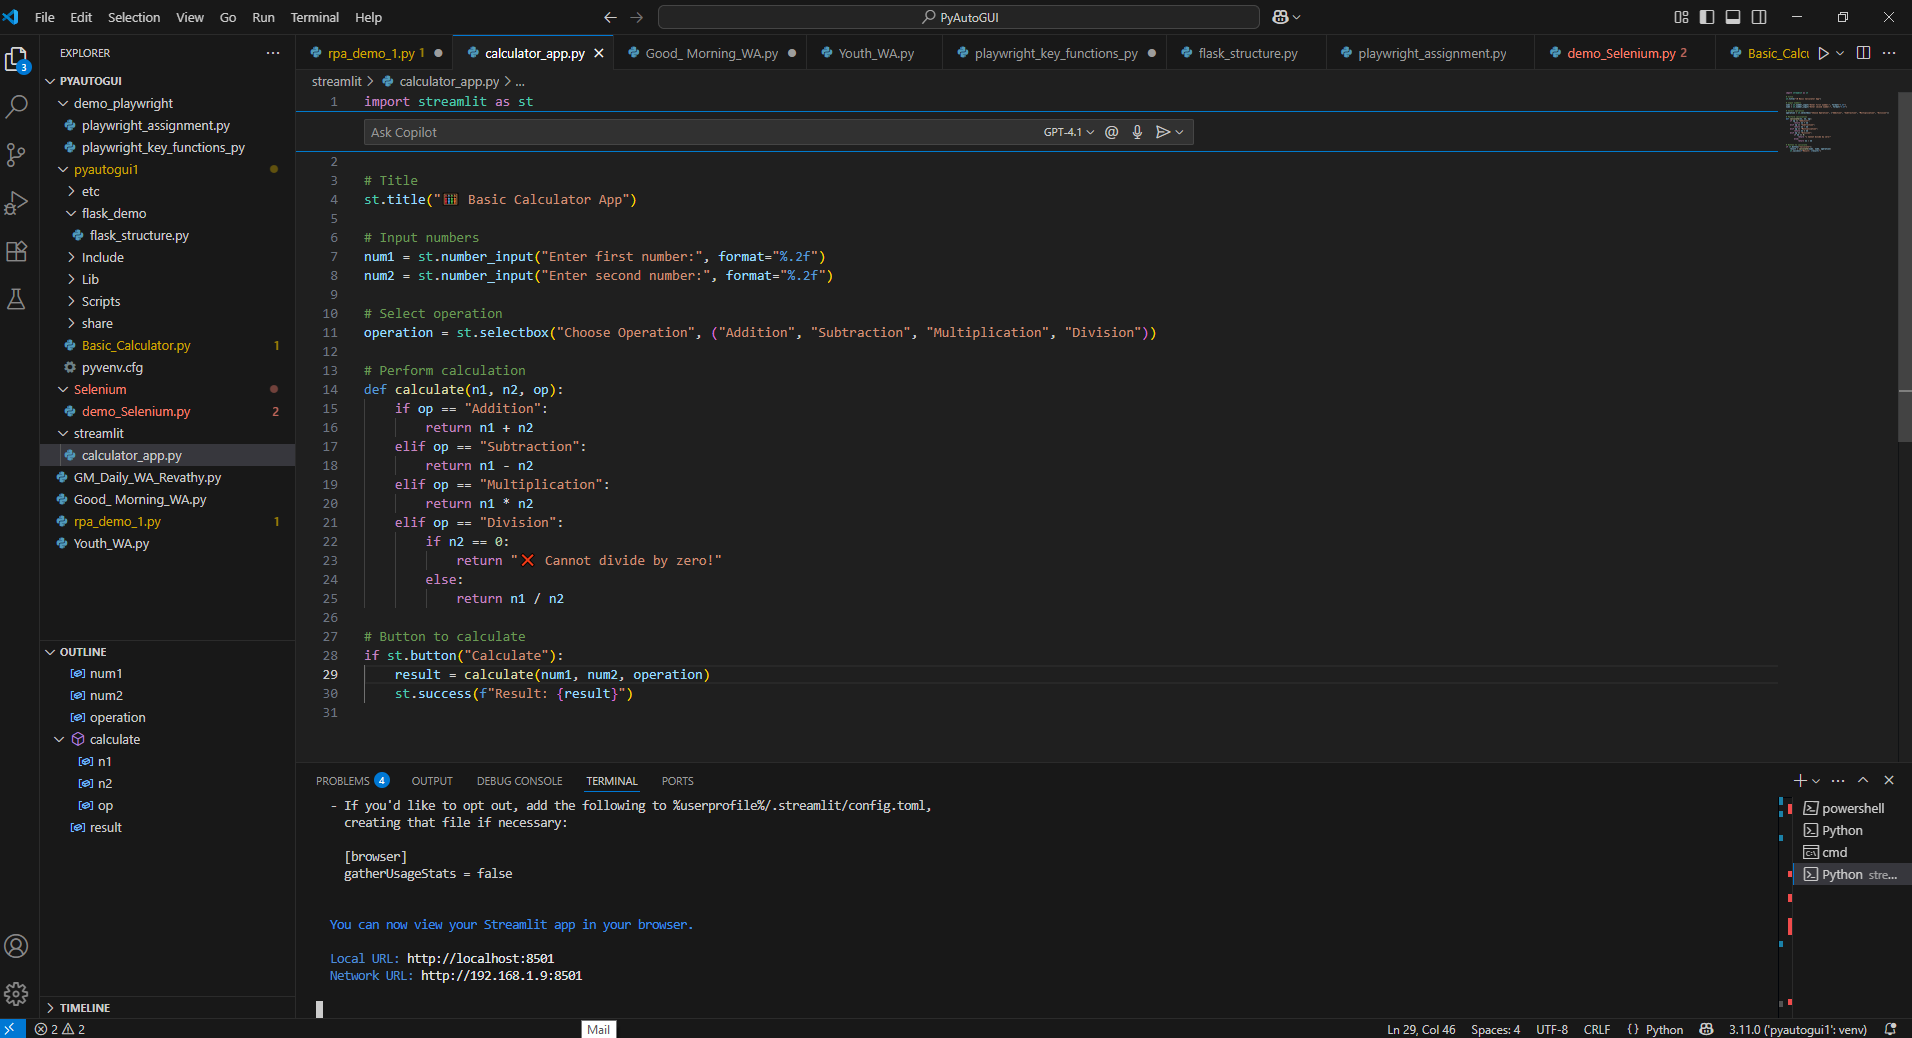 File Edit Selection View Go Run Terminal Help
PyAutoGUI
EXPLORER
PYAUTOGUI
demo_playwright
playwright_assignment.py
playwright_key_functions.py
pyautogui1
etc
flask_demo
flask_structure.py
Include
Lib
Scripts
share
Basic_Calculator.py 1
pyvenv.cfg
Selenium
demo_Selenium.py 2
streamlit
calculator_app.py
GM_Daily_WA_Revathy.py
Good_ Morning_WA.py
rpa_demo_1.py 1
Youth_WA.py
OUTLINE
num1
num2
operation
calculate
n1
n2
op
result
TIMELINE
3
rpa_demo_1.py 1 calculator_app.py Good_ Morning_WA.py Youth_WA.py playwright_key_functions_py flask_structure.py playwright_assignment.py demo_Selenium.py 2 Basic_Calcu
streamlit > calculator_app.py > ...
1 import streamlit as st
Ask Copilot GPT-4.1
2
3 # Title
4 st.title("🧮 Basic Calculator App")
5
6 # Input numbers
7 num1 = st.number_input("Enter first number:", format="%.2f")
8 num2 = st.number_input("Enter second number:", format="%.2f")
9
10 # Select operation
11 operation = st.selectbox("Choose Operation", ("Addition", "Subtraction", "Multiplication", "Division"))
12
13 # Perform calculation
14 def calculate(n1, n2, op):
15 if op == "Addition":
16 return n1 + n2
17 elif op == "Subtraction":
18 return n1 - n2
19 elif op == "Multiplication":
20 return n1 * n2
21 elif op == "Division":
22 if n2 == 0:
23 return "❌ Cannot divide by zero!"
24 else:
25 return n1 / n2
26
27 # Button to calculate
28 if st.button("Calculate"):
29 result = calculate(num1, num2, operation)
30 st.success(f"Result: {result}")
31
PROBLEMS 4 OUTPUT DEBUG CONSOLE TERMINAL PORTS
- If you'd like to opt out, add the following to %userprofile%/.streamlit/config.toml,
creating that file if necessary:
[browser]
gatherUsageStats = false
You can now view your Streamlit app in your browser.
Local URL: http://localhost:8501
Network URL: http://192.168.1.9:8501
powershell
Python
cmd
Python stre...
2 2
Mail
Ln 29, Col 46 Spaces: 4 UTF-8 CRLF {} Python 3.11.0 ('pyautogui1': venv)